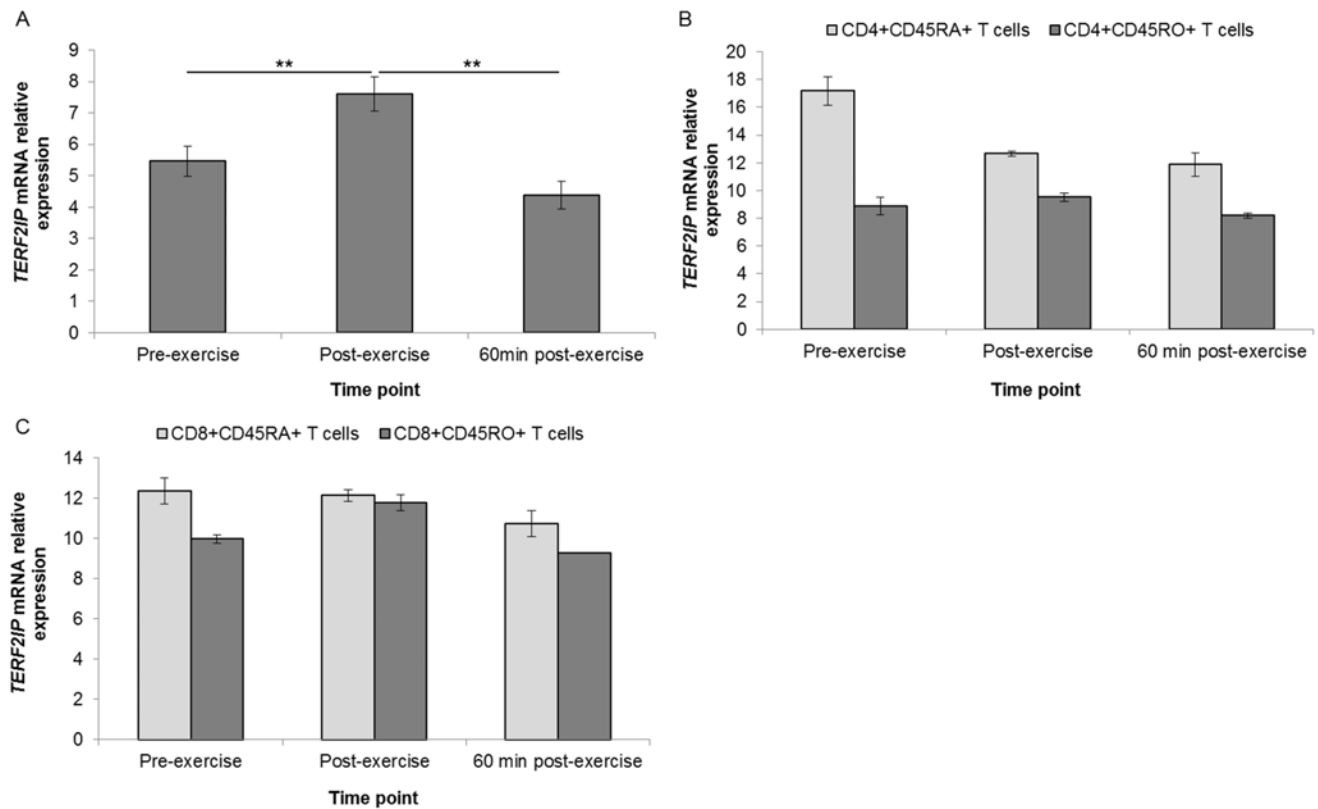 A
9
8
7
6
5
4
3
2
1
0
TERF2IP mRNA relative
expression
**
**
Pre-exercise Post-exercise 60min post-exercise
Time point
B
CD4+CD45RA+ T cells CD4+CD45RO+ T cells
20
18
16
14
12
10
8
6
4
2
0
TERF2IP mRNA relative
expression
Pre-exercise Post-exercise 60 min post-exercise
Time point
C
CD8+CD45RA+ T cells CD8+CD45RO+ T cells
14
12
10
8
6
4
2
0
TERF2IP mRNA relative
expression
Pre-exercise Post-exercise 60 min post-exercise
Time point